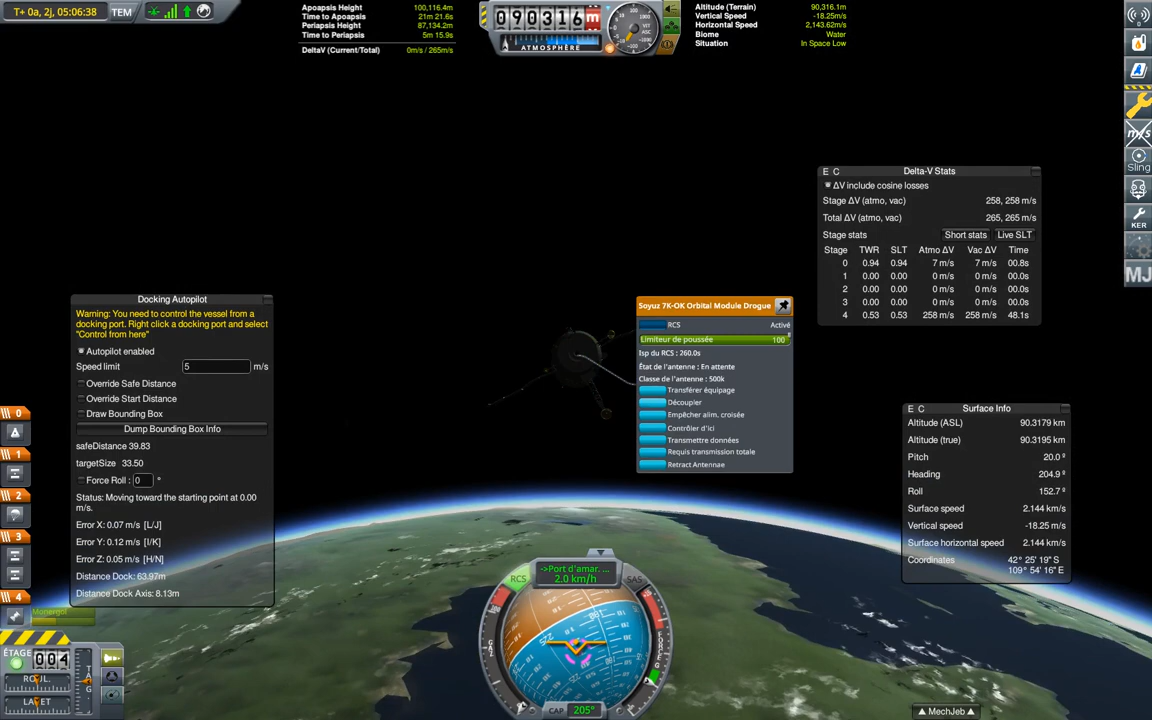 T+ 0a, 2j, 05:06:38
TEM
Apoapsis Height 100,116.4m
Time to Apoapsis 21m 21.6s
Periapsis Height 87,134.2m
Time to Periapsis 5m 15.9s
DeltaV (Current/Total) 0m/s / 265m/s
090316 m
ATMOSPHÈRE
Altitude (Terrain) 90,316.1m
Vertical Speed -18.25m/s
Horizontal Speed 2,143.62m/s
Biome Water
Situation In Space Low
m/s
Sling
KER
MJ
E C Delta-V Stats
ΔV include cosine losses
Stage ΔV (atmo, vac) 258, 258 m/s
Total ΔV (atmo, vac) 265, 265 m/s
Stage stats Short stats Live SLT
Stage TWR SLT Atmo ΔV Vac ΔV Time
0 0.94 0.94 7 m/s 7 m/s 00.8s
1 0.00 0.00 0 m/s 0 m/s 00.0s
2 0.00 0.00 0 m/s 0 m/s 00.0s
3 0.00 0.00 0 m/s 0 m/s 00.0s
4 0.53 0.53 258 m/s 258 m/s 48.1s
Docking Autopilot
Warning: You need to control the vessel from a
docking port. Right click a docking port and select
"Control from here"
Autopilot enabled
Speed limit 5 m/s
Override Safe Distance
Override Start Distance
Draw Bounding Box
Dump Bounding Box Info
safeDistance 39.83
targetSize 33.50
Force Roll : 0 º
Status: Moving toward the starting point at 0.00
m/s.
Error X: 0.07 m/s [L/J]
Error Y: 0.12 m/s [I/K]
Error Z: 0.05 m/s [H/N]
Distance Dock: 63.97m
Distance Dock Axis: 8.13m
Soyuz 7K-OK Orbital Module Drogue
RCS Activé
Limiteur de poussée 100
Isp du RCS : 260.0s
État de l'antenne : En attente
Classe de l'antenne : 500k
Transférer équipage
Découpler
Empêcher alim. croisée
Contrôler d'ici
Transmettre données
Requis transmission totale
Retract Antennae
E C Surface Info
Altitude (ASL) 90.3179 km
Altitude (true) 90.3195 km
Pitch 20.0 º
Heading 204.9 º
Roll 152.7 º
Surface speed 2.144 km/s
Vertical speed -18.25 m/s
Surface horizontal speed 2.144 km/s
Coordinates 42° 25' 19" S
109° 54' 16" E
0
1
2
3
4
Monergol
ÉTAGE
004
ROUL.
LACET
TANG
->Port d'amar. ...
2.0 km/h
RCS
SAS
CAP 205°
▲ MechJeb ▲